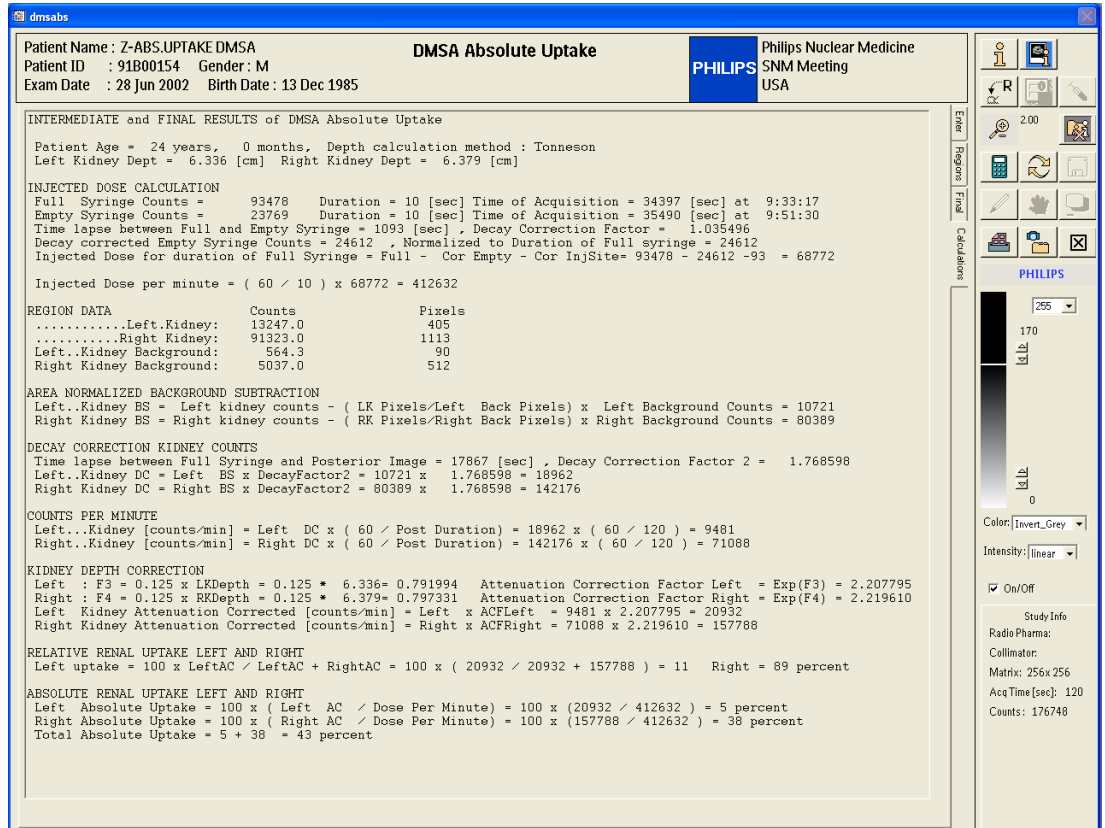 dmsabs
Patient Name : Z-ABS.UPTAKE DMSA
Patient ID : 91B00154 Gender : M
Exam Date : 28 Jun 2002 Birth Date : 13 Dec 1985
DMSA Absolute Uptake
PHILIPS
Philips Nuclear Medicine
SNM Meeting
USA
INTERMEDIATE and FINAL RESULTS of DMSA Absolute Uptake
Patient Age = 24 years, 0 months, Depth calculation method : Tonneson
Left Kidney Dept = 6.336 [cm] Right Kidney Dept = 6.379 [cm]
INJECTED DOSE CALCULATION
Full Syringe Counts = 93478 Duration = 10 [sec] Time of Acquisition = 34397 [sec] at 9:33:17
Empty Syringe Counts = 23769 Duration = 10 [sec] Time of Acquisition = 35490 [sec] at 9:51:30
Time lapse between Full and Empty Syringe = 1093 [sec] , Decay Correction Factor = 1.035496
Decay corrected Empty Syringe Counts = 24612 , Normalized to Duration of Full syringe = 24612
Injected Dose for duration of Full Syringe = Full - Cor Empty - Cor InjSite= 93478 - 24612 -93 = 68772
Injected Dose per minute = ( 60 / 10 ) x 68772 = 412632
REGION DATA Counts Pixels
............Left.Kidney: 13247.0 405
...........Right Kidney: 91323.0 1113
Left..Kidney Background: 564.3 90
Right Kidney Background: 5037.0 512
AREA NORMALIZED BACKGROUND SUBTRACTION
Left..Kidney BS = Left kidney counts - ( LK Pixels/Left Back Pixels) x Left Background Counts = 10721
Right Kidney BS = Right kidney counts - ( RK Pixels/Right Back Pixels) x Right Background Counts = 80389
DECAY CORRECTION KIDNEY COUNTS
Time lapse between Full Syringe and Posterior Image = 17867 [sec] , Decay Correction Factor 2 = 1.768598
Left..Kidney DC = Left BS x DecayFactor2 = 10721 x 1.768598 = 18962
Right Kidney DC = Right BS x DecayFactor2 = 80389 x 1.768598 = 142176
COUNTS PER MINUTE
Left...Kidney [counts/min] = Left DC x ( 60 / Post Duration) = 18962 x ( 60 / 120 ) = 9481
Right..Kidney [counts/min] = Right DC x ( 60 / Post Duration) = 142176 x ( 60 / 120 ) = 71088
KIDNEY DEPTH CORRECTION
Left : F3 = 0.125 x LKDepth = 0.125 * 6.336= 0.791994 Attenuation Correction Factor Left = Exp(F3) = 2.207795
Right : F4 = 0.125 x RKDepth = 0.125 * 6.379= 0.797331 Attenuation Correction Factor Right = Exp(F4) = 2.219610
Left Kidney Attenuation Corrected [counts/min] = Left x ACFLeft = 9481 x 2.207795 = 20932
Right Kidney Attenuation Corrected [counts/min] = Right x ACFRight = 71088 x 2.219610 = 157788
RELATIVE RENAL UPTAKE LEFT AND RIGHT
Left uptake = 100 x LeftAC / LeftAC + RightAC = 100 x ( 20932 / 20932 + 157788 ) = 11 Right = 89 percent
ABSOLUTE RENAL UPTAKE LEFT AND RIGHT
Left Absolute Uptake = 100 x ( Left AC / Dose Per Minute) = 100 x (20932 / 412632 ) = 5 percent
Right Absolute Uptake = 100 x ( Right AC / Dose Per Minute) = 100 x (157788 / 412632 ) = 38 percent
Total Absolute Uptake = 5 + 38 = 43 percent
Enter
Regions
Final
Calculations
R
2.00
PHILIPS
255
170
0
Color: Invert_Grey
Intensity: linear
On/Off
Study Info
Radio Pharma:
Collimator:
Matrix: 256x 256
Acq Time [sec]: 120
Counts: 176748